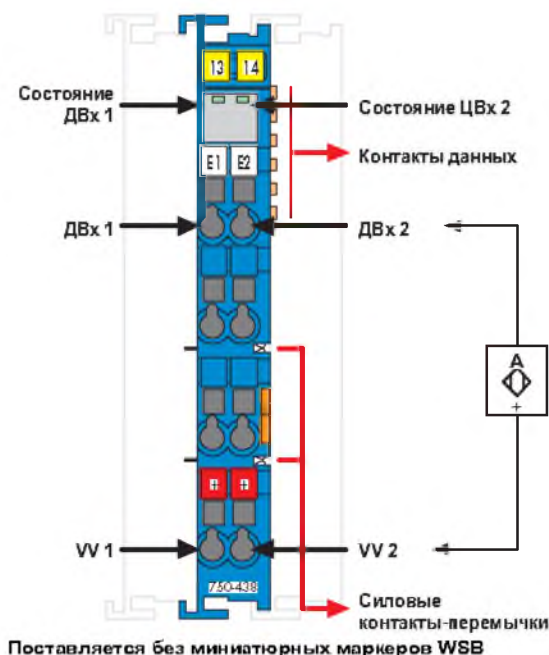 13 14
Состояние
ДВх 1
Состояние ЦВх 2
Контакты данных
E1 E2
ДВх 1
ДВх 2
A
+
+ +
VV 1
VV 2
750-438
Силовые
контакты-перемычки
Поставляется без миниатюрных маркеров WSB